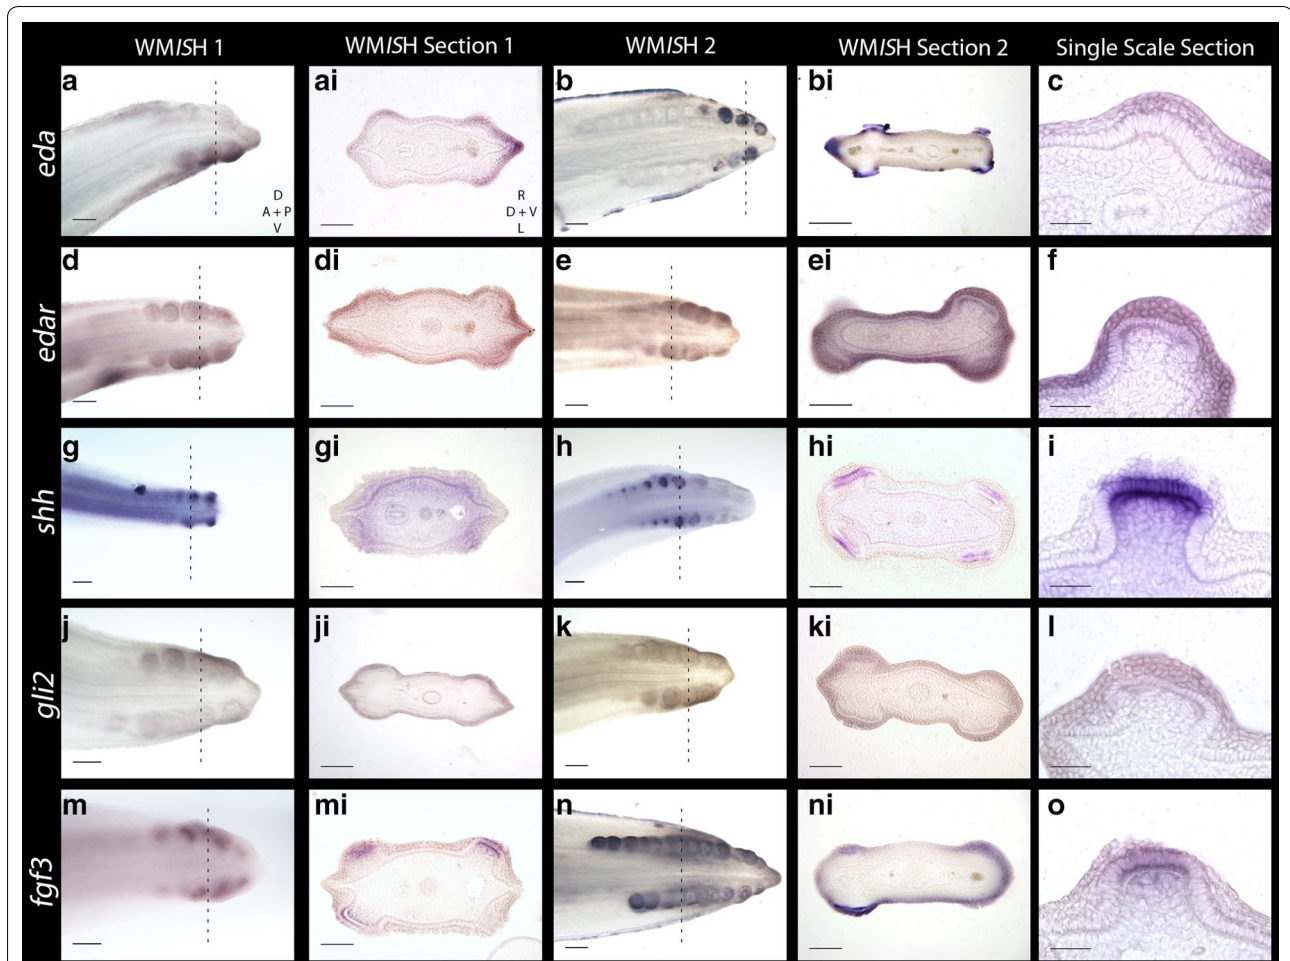 WMISH 1
WMISH Section 1
WMISH 2
WMISH Section 2
Single Scale Section
eda
a
D
A + P
V
ai
R
D + V
L
b
bi
c
edar
d
di
e
ei
f
shh
g
gi
h
hi
i
gli2
j
ji
k
ki
l
fgf3
m
mi
n
ni
o